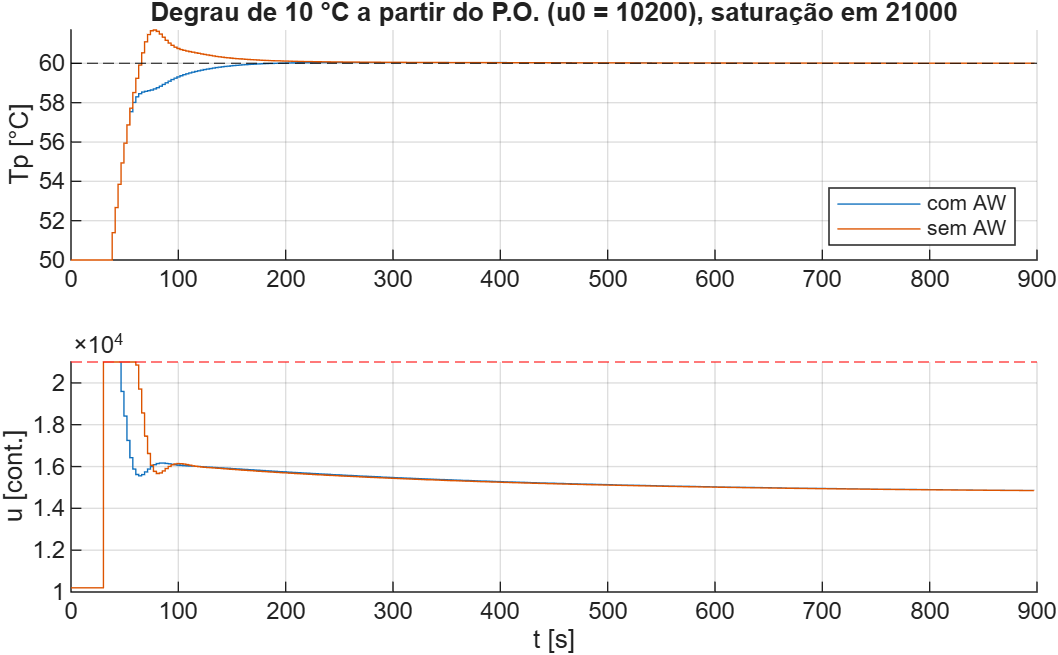 Degrau de 10 °C a partir do P.O. (u0 = 10200), saturação em 21000
Tp [°C]
60
58
56
54
52
50
0 100 200 300 400 500 600 700 800 900
com AW
sem AW
×10⁴
u [cont.]
2
1.8
1.6
1.4
1.2
1
0 100 200 300 400 500 600 700 800 900
t [s]